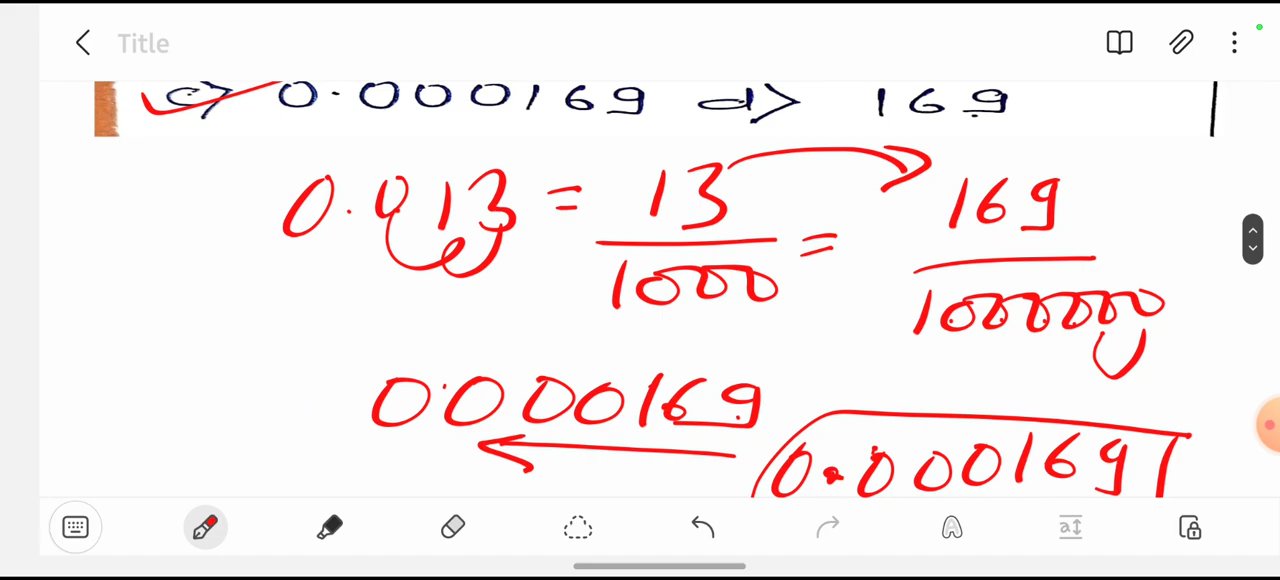 Title
c> 0.000169 d> 169
0.013 = 13/1000 = 169/1000000
0.000169
0.000169